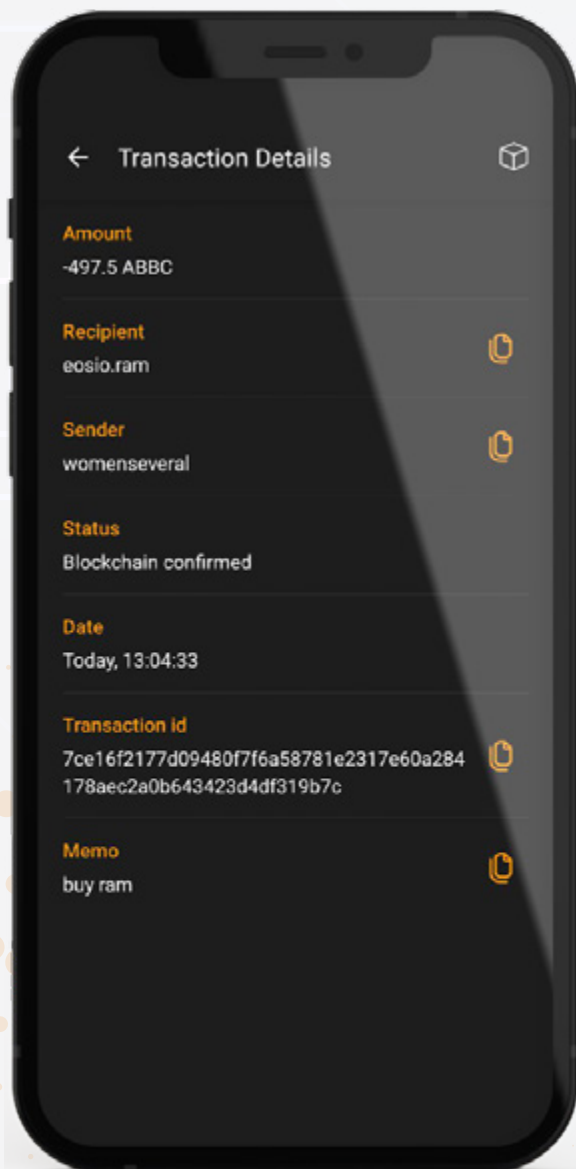 Transaction Details
Amount
-497.5 ABBC
Recipient
eosio.ram
Sender
womenseveral
Status
Blockchain confirmed
Date
Today, 13:04:33
Transaction id
7ce16f2177d09480f7f6a58781e2317e60a284
178aec2a0b643423d4df319b7c
Memo
buy ram